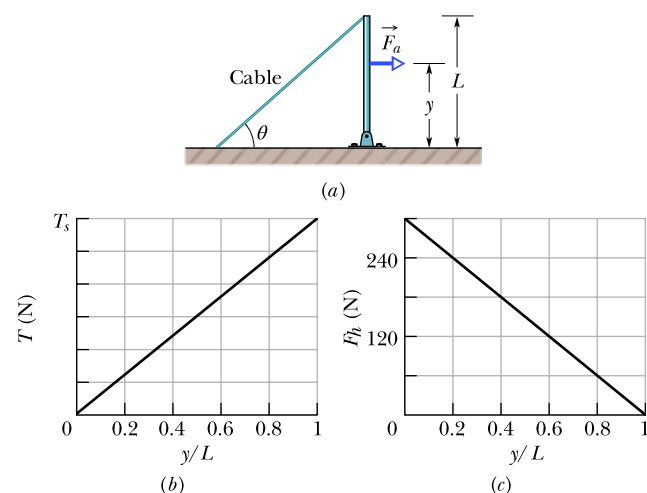 F_a
Cable
L
y
θ
(a)
T_s
T (N)
0 0.2 0.4 0.6 0.8 1
y/L
(b)
240
120
F_h (N)
0 0.2 0.4 0.6 0.8 1
y/L
(c)